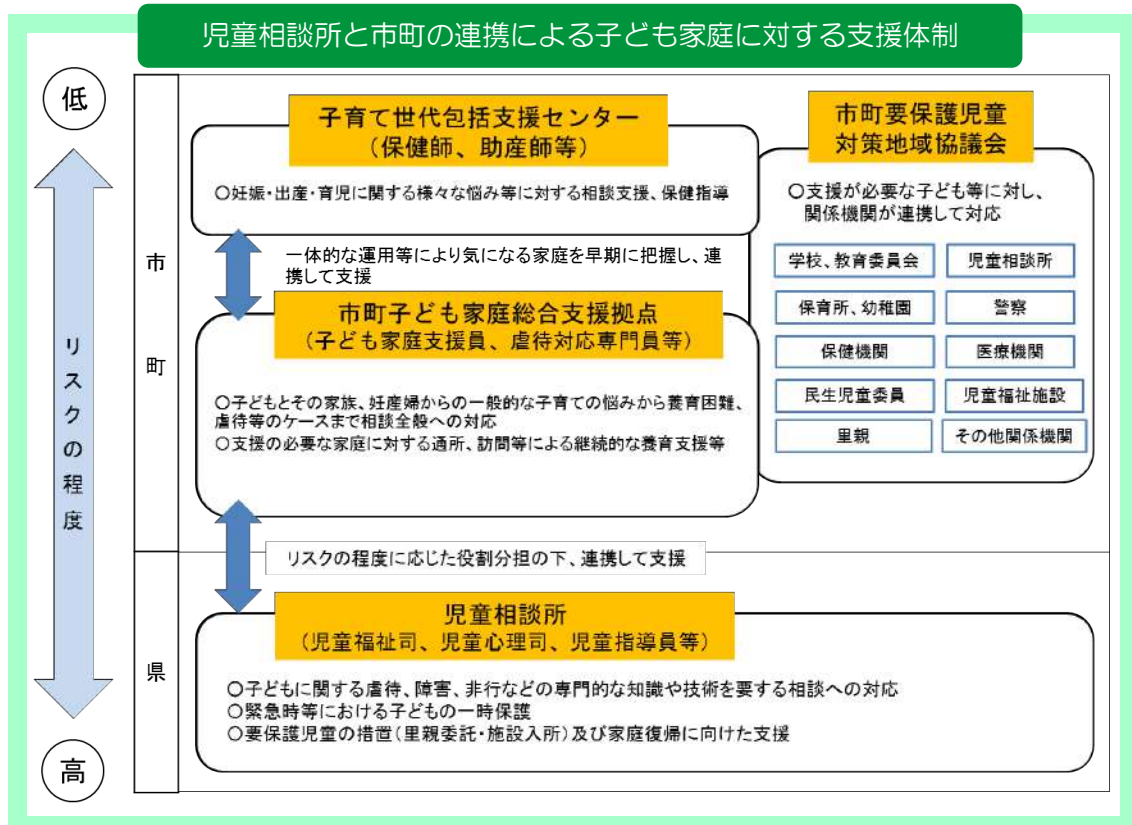 児童相談所と市町の連携による子ども家庭に対する支援体制
低
リスクの程度
高
市町
子育て世代包括支援センター
（保健師、助産師等）
○妊娠・出産・育児に関する様々な悩み等に対する相談支援、保健指導
一体的な運用等により気になる家庭を早期に把握し、連
携して支援
市町子ども家庭総合支援拠点
（子ども家庭支援員、虐待対応専門員等）
○子どもとその家族、妊産婦からの一般的な子育ての悩みから養育困難、
虐待等のケースまで相談全般への対応
○支援の必要な家庭に対する通所、訪問等による継続的な養育支援等
市町要保護児童
対策地域協議会
○支援が必要な子ども等に対し、
関係機関が連携して対応
学校、教育委員会
児童相談所
保育所、幼稚園
警察
保健機関
医療機関
民生児童委員
児童福祉施設
里親
その他関係機関
リスクの程度に応じた役割分担の下、連携して支援
県
児童相談所
（児童福祉司、児童心理司、児童指導員等）
○子どもに関する虐待、障害、非行などの専門的な知識や技術を要する相談への対応
○緊急時等における子どもの一時保護
○要保護児童の措置（里親委託・施設入所）及び家庭復帰に向けた支援